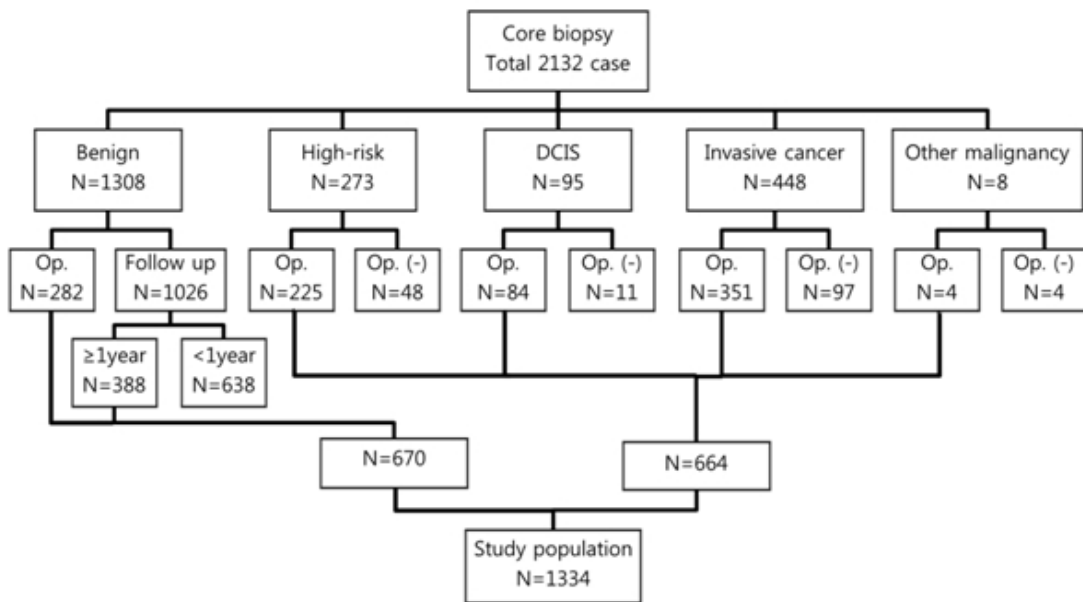 Core biopsy
Total 2132 case
Benign
N=1308
High-risk
N=273
DCIS
N=95
Invasive cancer
N=448
Other malignancy
N=8
Op.
N=282
Follow up
N=1026
Op.
N=225
Op. (-)
N=48
Op.
N=84
Op. (-)
N=11
Op.
N=351
Op. (-)
N=97
Op.
N=4
Op. (-)
N=4
≥1year
N=388
<1year
N=638
N=670
N=664
Study population
N=1334